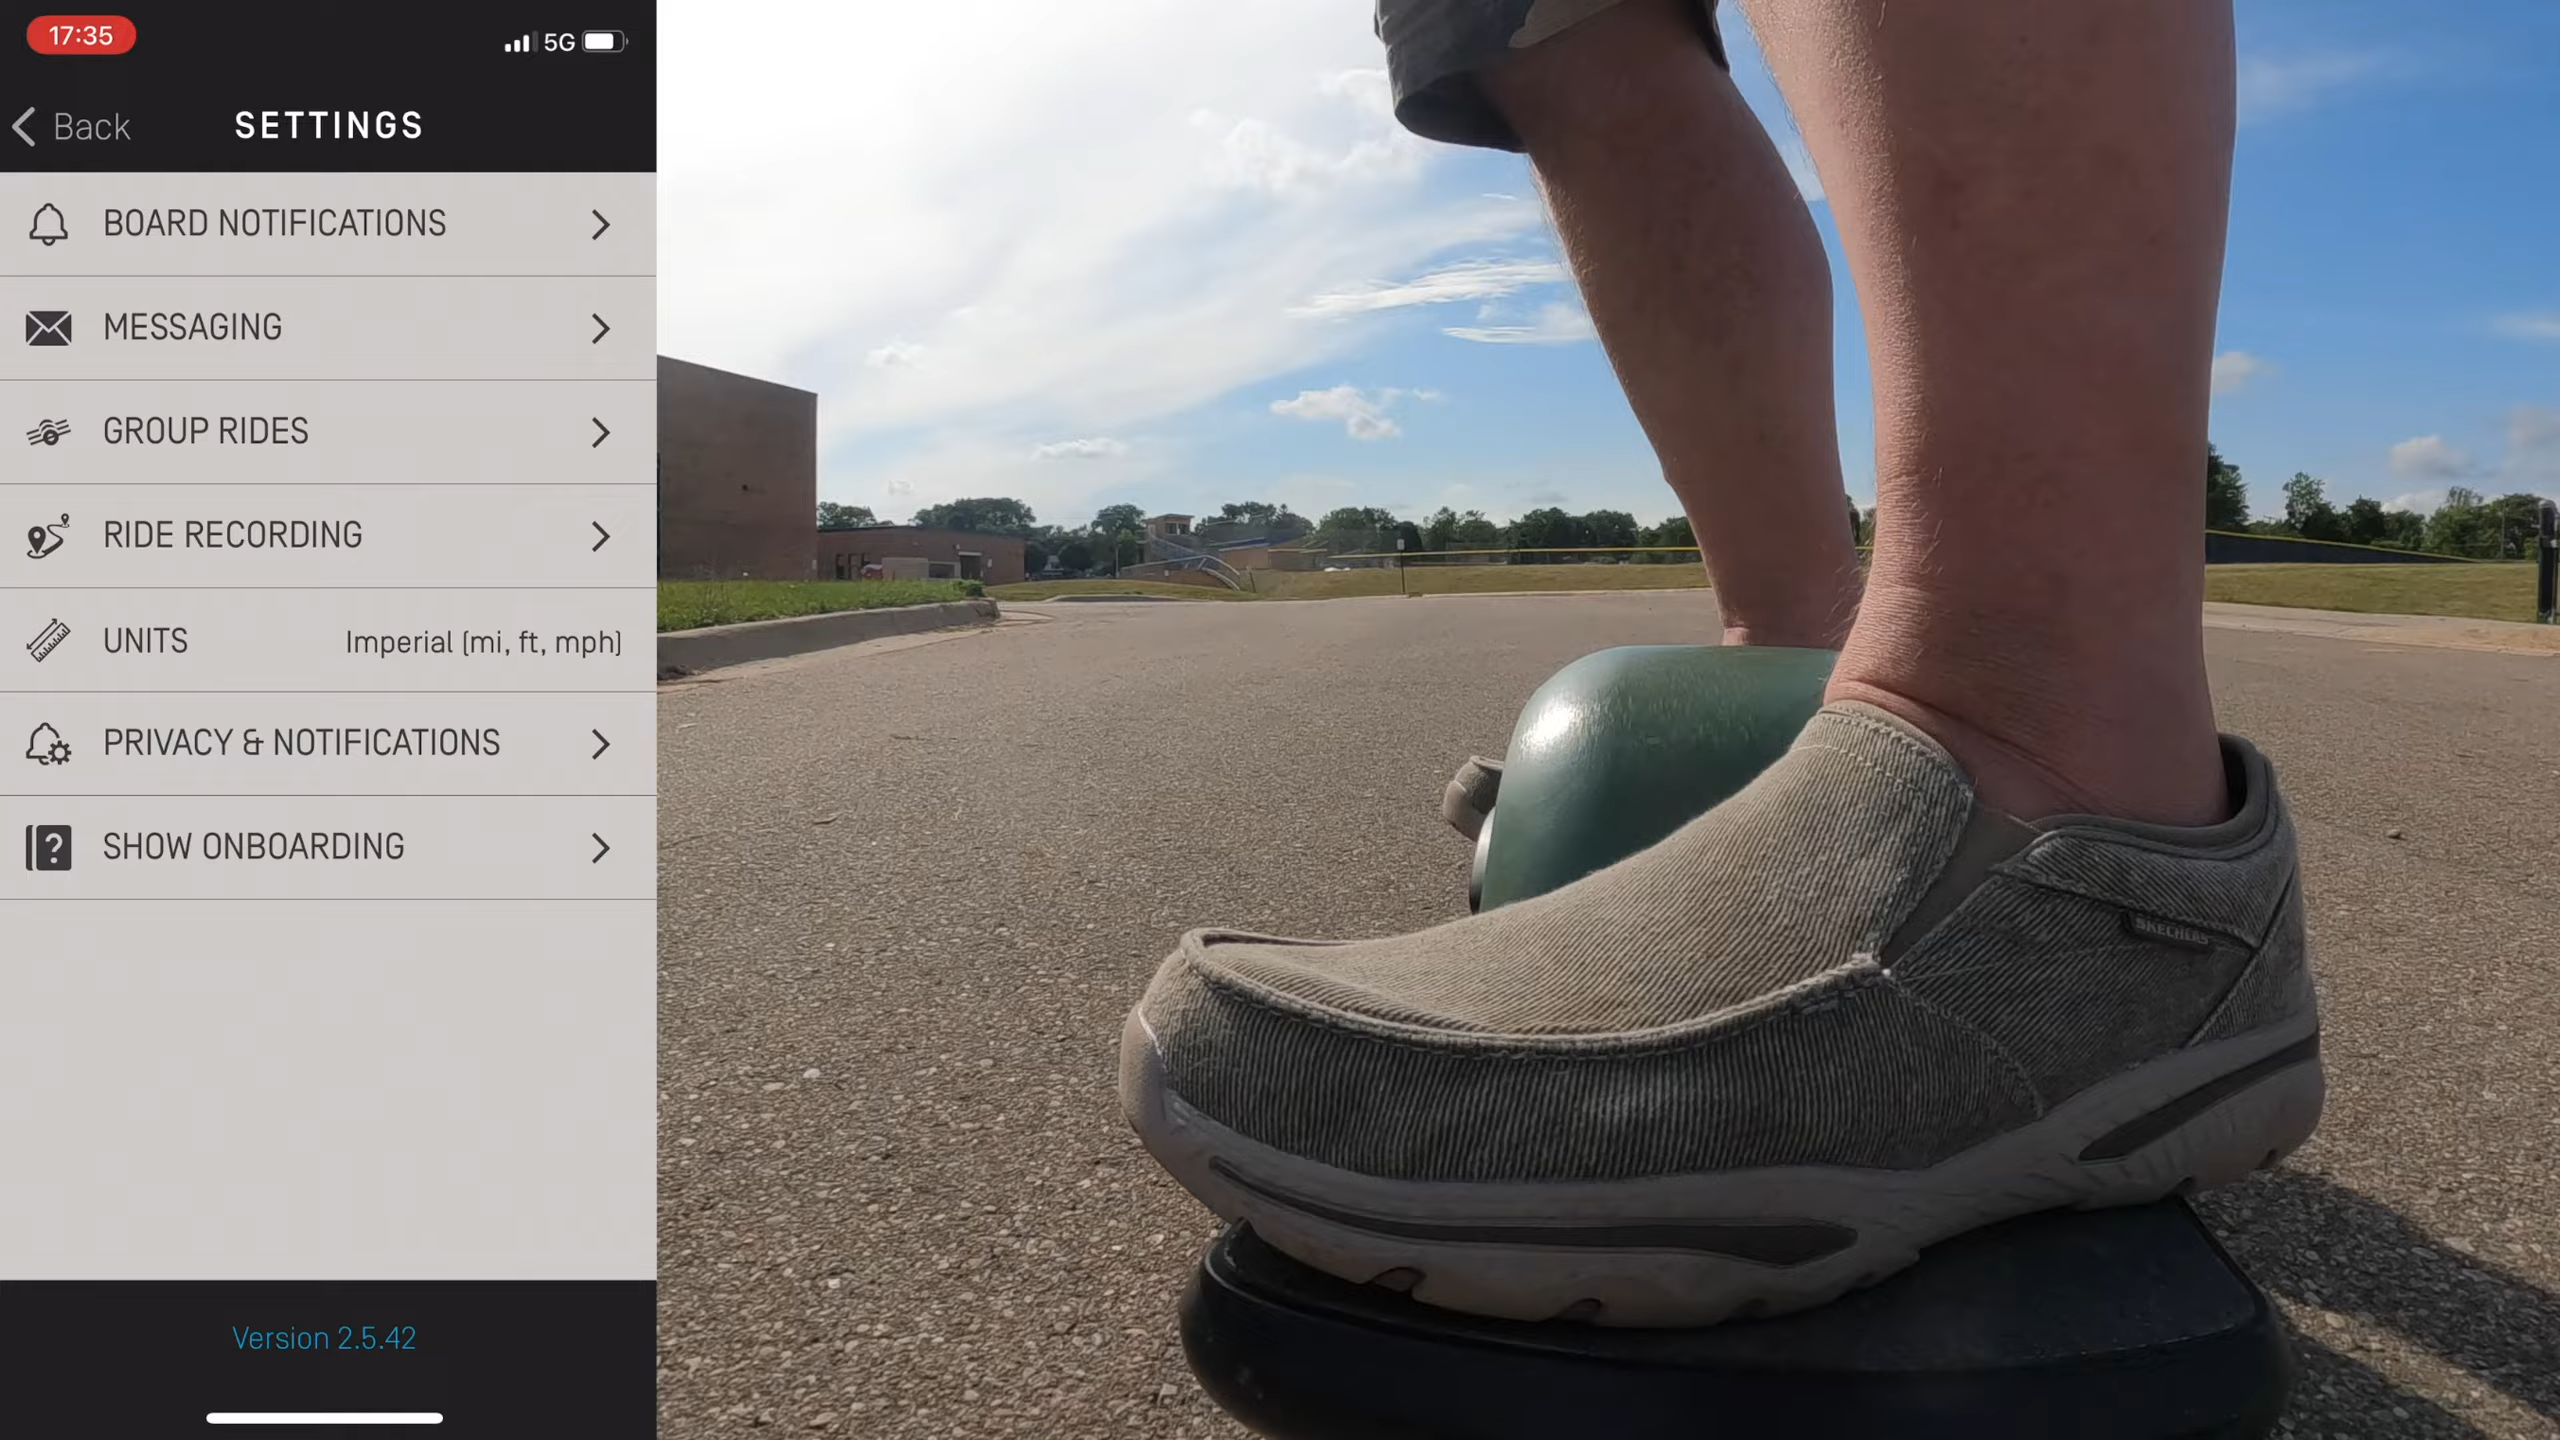 17:35
5G
Back
SETTINGS
BOARD NOTIFICATIONS
MESSAGING
GROUP RIDES
RIDE RECORDING
UNITS Imperial (mi, ft, mph)
PRIVACY & NOTIFICATIONS
SHOW ONBOARDING
SKECHERS
Version 2.5.42